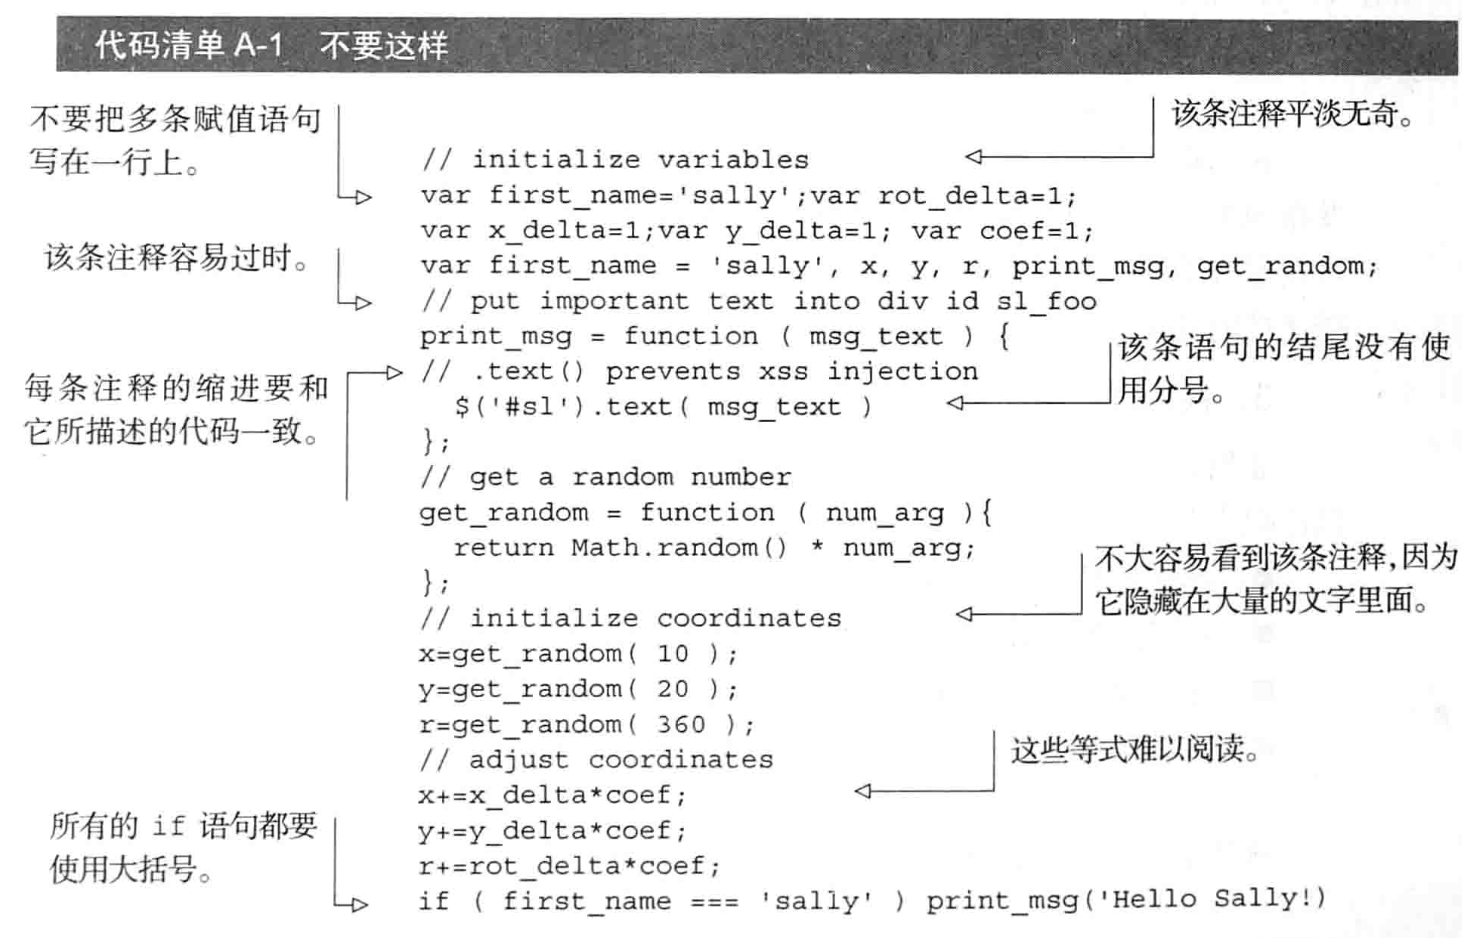 代码清单 A-1 不要这样
不要把多条赋值语句
写在一行上。
该条注释平淡无奇。
// initialize variables
var first_name='sally';var rot_delta=1;
var x_delta=1;var y_delta=1; var coef=1;
该条注释容易过时。
var first_name = 'sally', x, y, r, print_msg, get_random;
// put important text into div id sl_foo
print_msg = function ( msg_text ) {
该条语句的结尾没有使
用分号。
每条注释的缩进要和
它所描述的代码一致。
// .text() prevents xss injection
$('#sl').text( msg_text )
};
// get a random number
get_random = function ( num_arg ){
return Math.random() * num_arg;
};
不大容易看到该条注释,因为
它隐藏在大量的文字里面。
// initialize coordinates
x=get_random( 10 );
y=get_random( 20 );
r=get_random( 360 );
// adjust coordinates
这些等式难以阅读。
x+=x_delta*coef;
y+=y_delta*coef;
r+=rot_delta*coef;
所有的 if 语句都要
使用大括号。
if ( first_name === 'sally' ) print_msg('Hello Sally!)